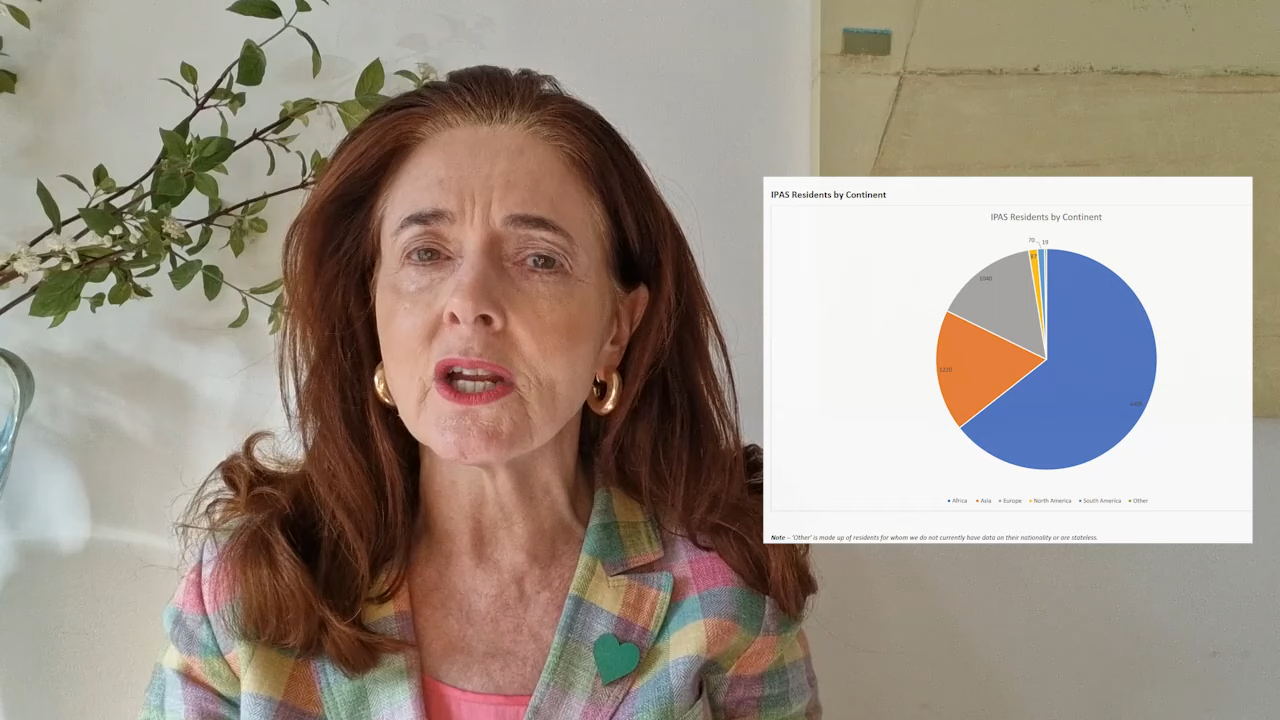 IPAS Residents by Continent
IPAS Residents by Continent
70
19
1040
1220
Africa Asia Europe North America South America Other
Note – 'Other' is made up of residents for whom we do not currently have data on their nationality or are stateless.